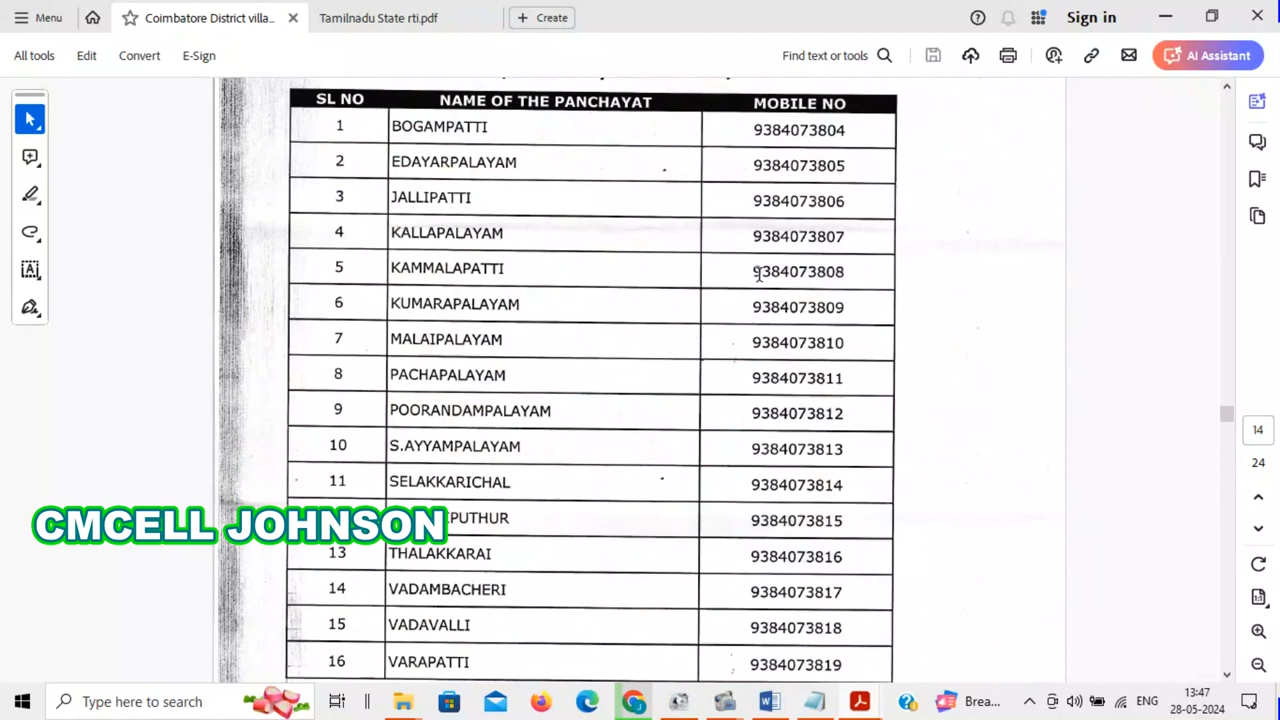 Menu
Coimbatore District villa...
Tamilnadu State rti.pdf
Create
Sign in
All tools Edit Convert E-Sign
Find text or tools
AI Assistant
SL NO NAME OF THE PANCHAYAT MOBILE NO
1 BOGAMPATTI 9384073804
2 EDAYARPALAYAM 9384073805
3 JALLIPATTI 9384073806
4 KALLAPALAYAM 9384073807
5 KAMMALAPATTI 9384073808
6 KUMARAPALAYAM 9384073809
7 MALAIPALAYAM 9384073810
8 PACHAPALAYAM 9384073811
9 POORANDAMPALAYAM 9384073812
10 S.AYYAMPALAYAM 9384073813
11 SELAKKARICHAL 9384073814
PUTHUR 9384073815
CMCELL JOHNSON
13 THALAKKARAI 9384073816
14 VADAMBACHERI 9384073817
15 VADAVALLI 9384073818
16 VARAPATTI 9384073819
14
24
Type here to search
Brea...
ENG
13:47
28-05-2024